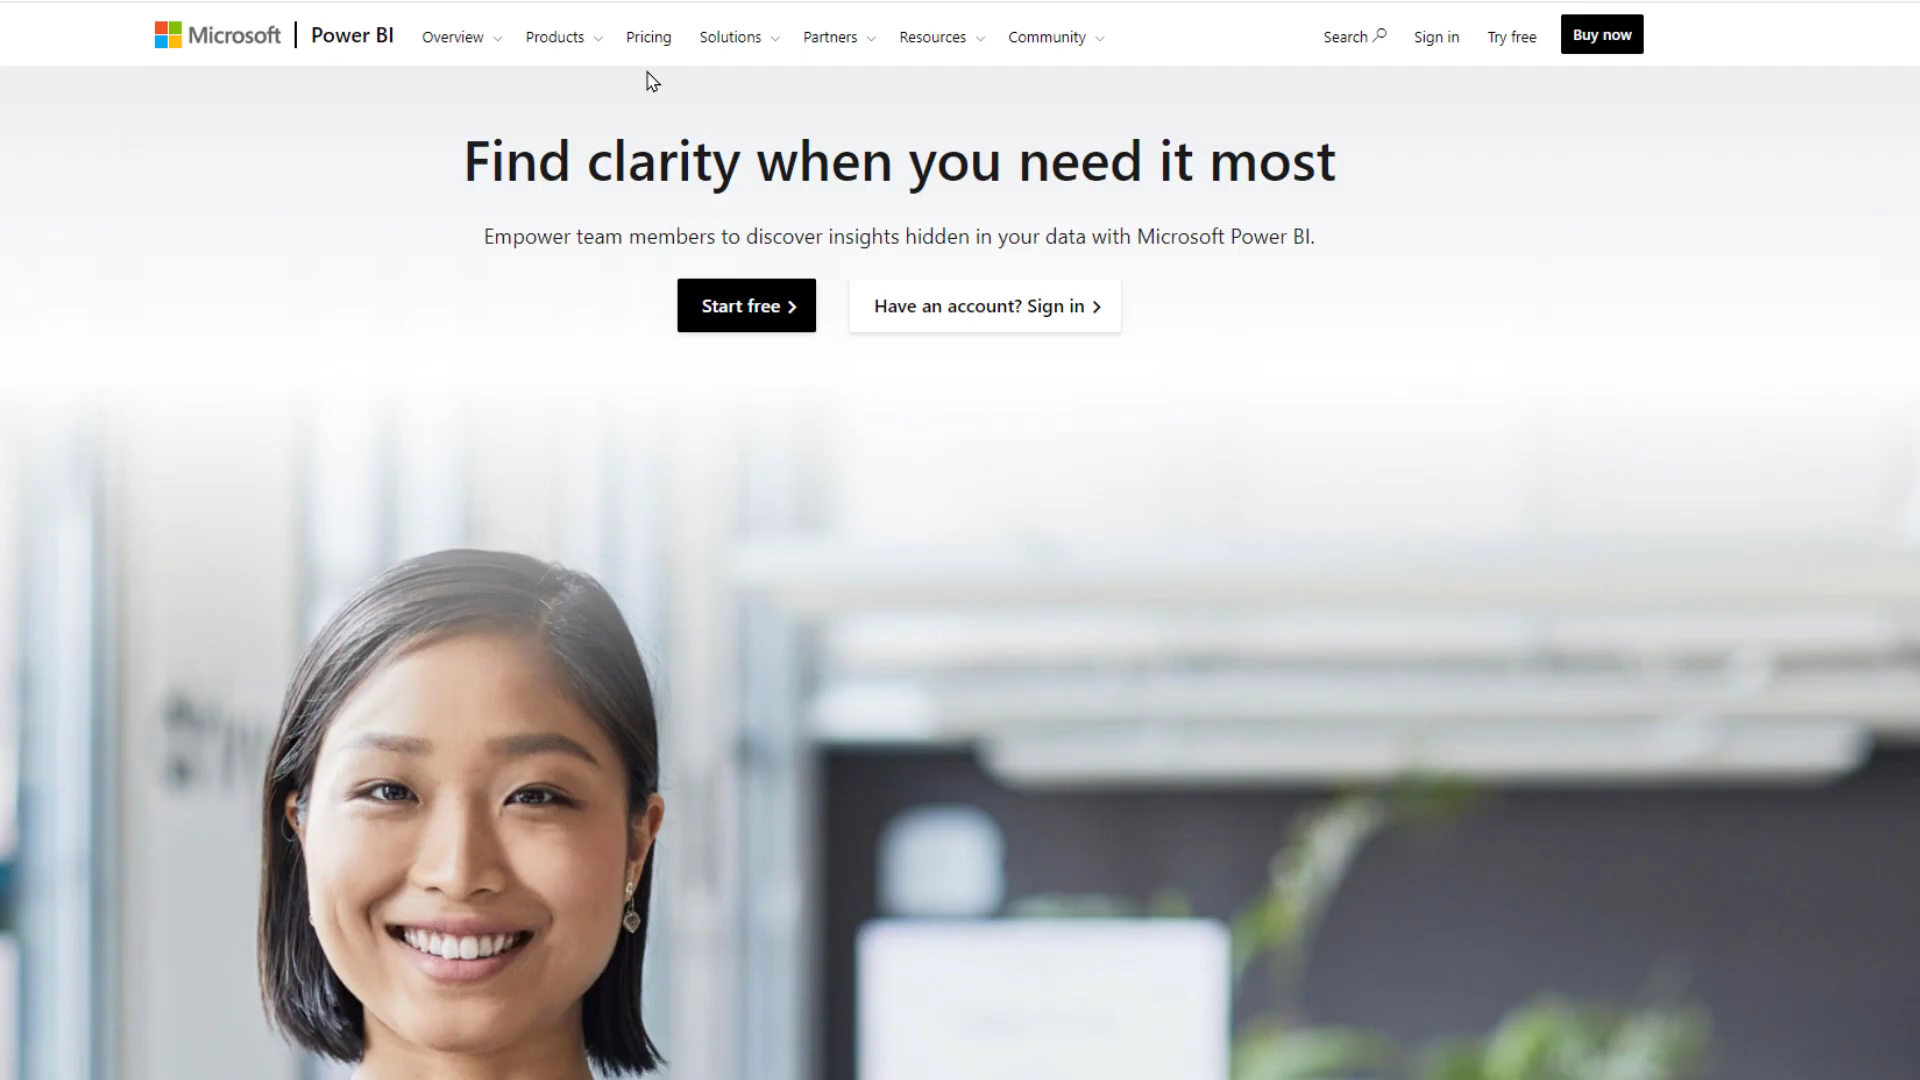 Microsoft | Power BI Overview Products Pricing Solutions Partners Resources Community Search Sign in Try free Buy now
Find clarity when you need it most
Empower team members to discover insights hidden in your data with Microsoft Power BI.
Start free > Have an account? Sign in >